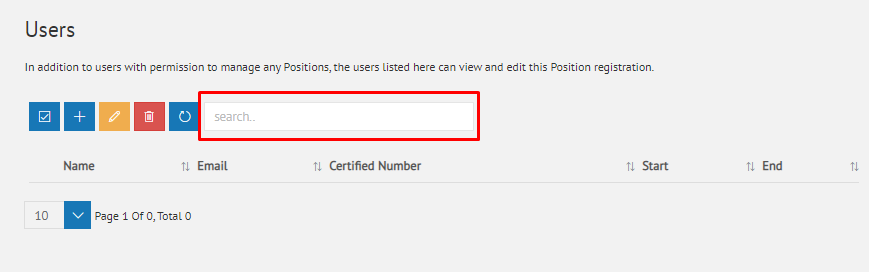 Users
In addition to users with permission to manage any Positions, the users listed here can view and edit this Position registration.
search..
Name Email Certified Number Start End
10 Page 1 Of 0, Total 0